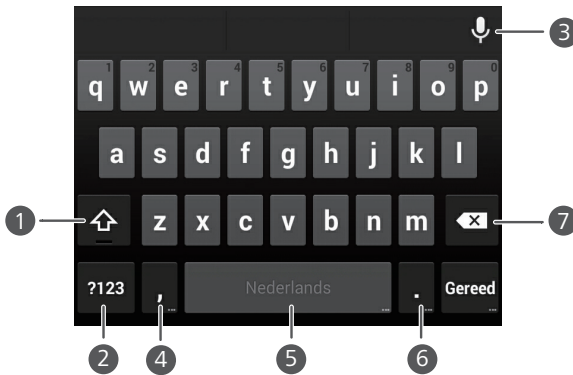 3
1 2 3 4 5 6 7 8 9 0
q w e r t y u i o p
a s d f g h j k l
1 z x c v b n m 7
?123 , Nederlands . Gereed
2 4 5 6